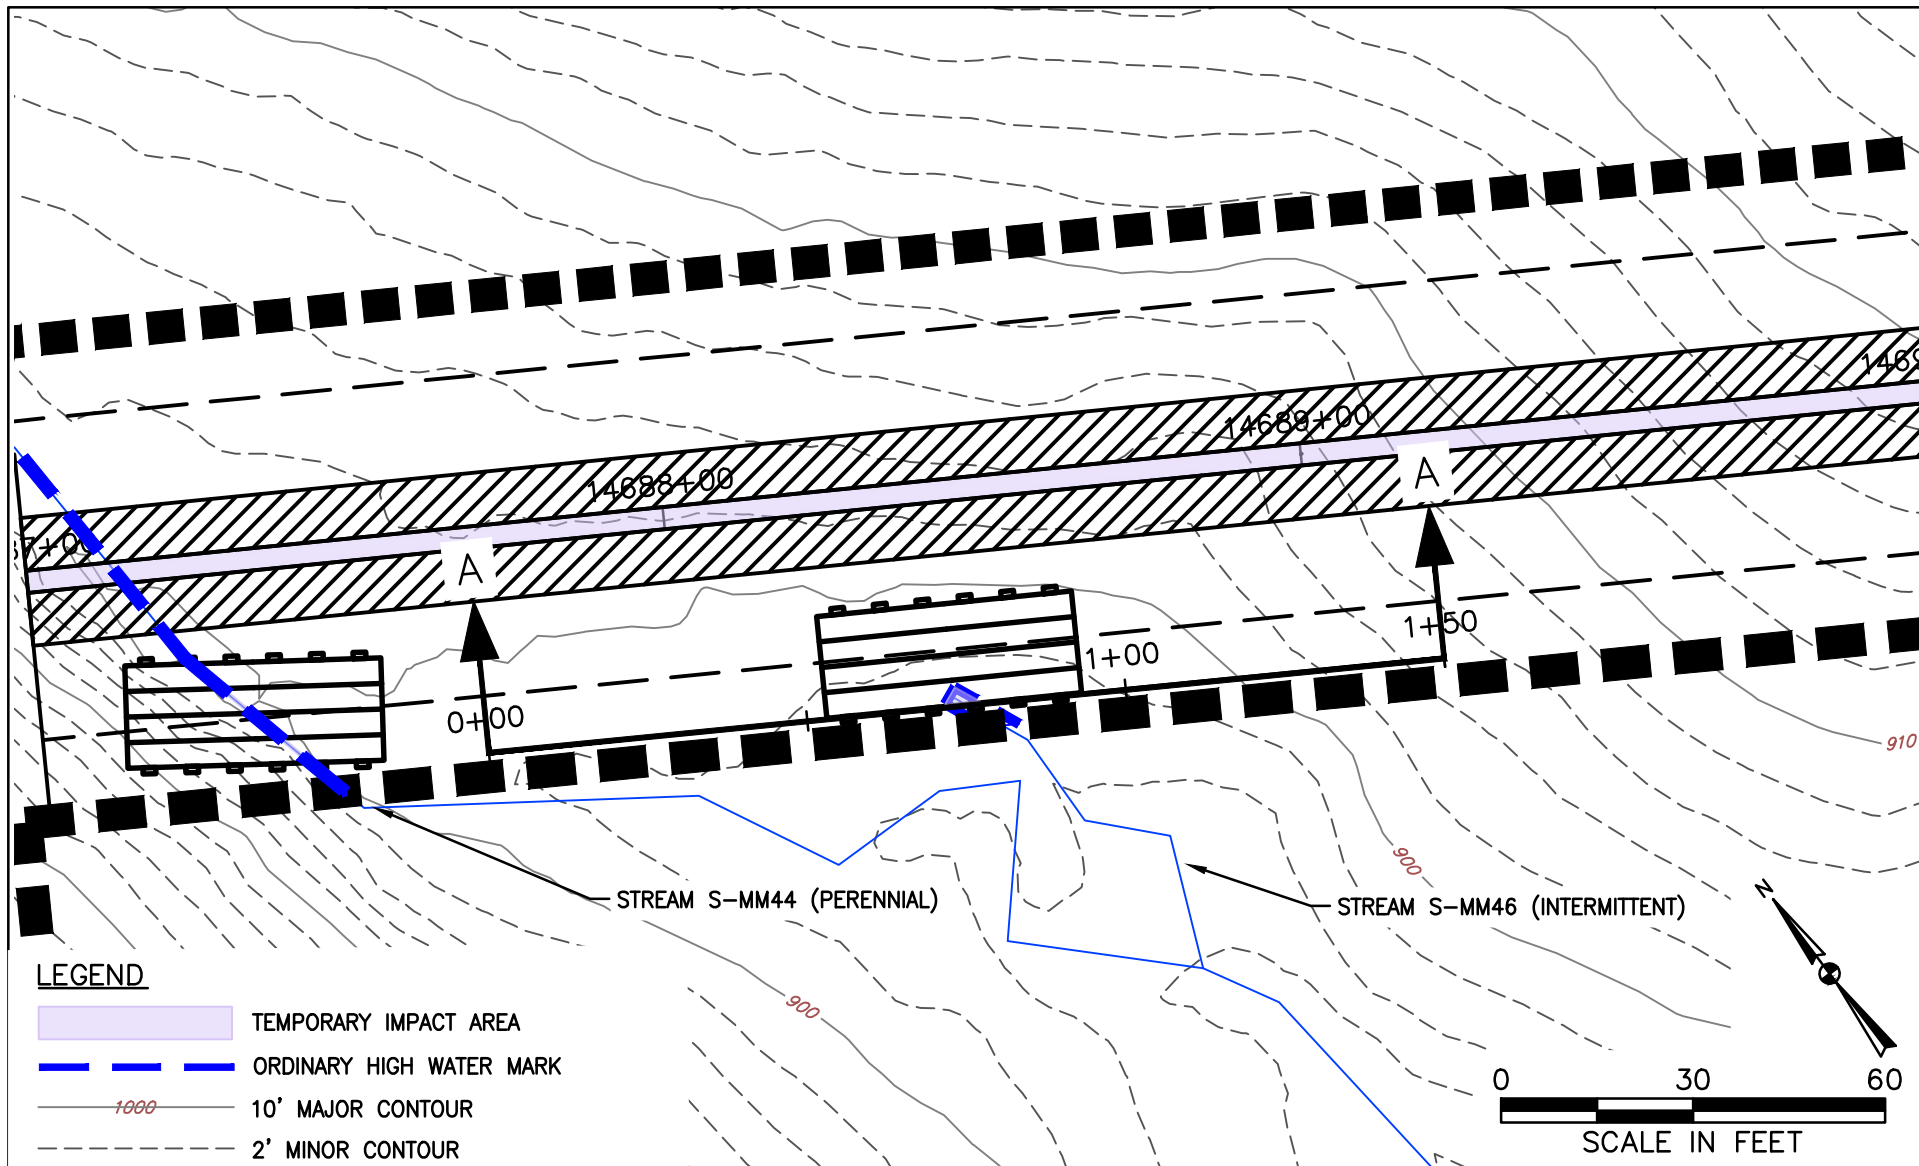 14689+00
14688+00
A
A
1+50
1+00
0+00
910
900
STREAM S-MM44 (PERENNIAL)
STREAM S-MM46 (INTERMITTENT)
N
LEGEND
900
TEMPORARY IMPACT AREA
ORDINARY HIGH WATER MARK
1000 10' MAJOR CONTOUR
2' MINOR CONTOUR
0 30 60
SCALE IN FEET